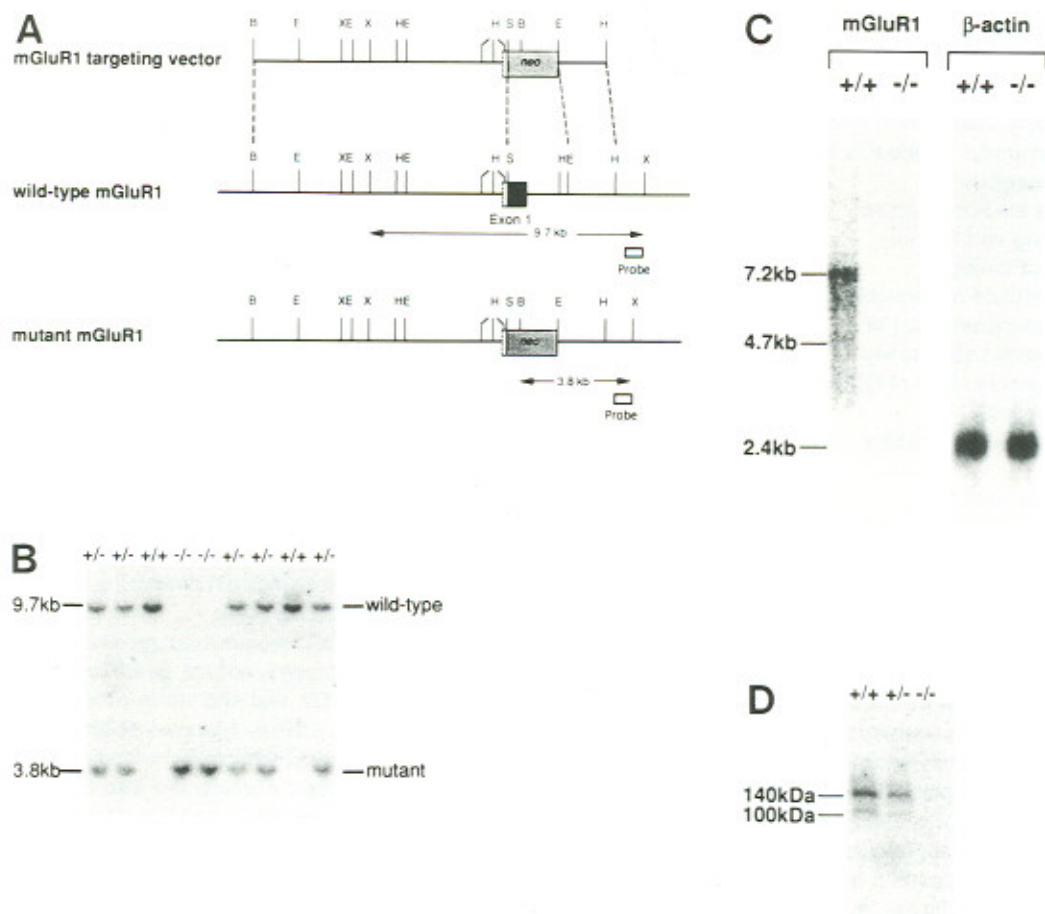 A
B E XE X HE H S B E H
mGluR1 targeting vector
neo
B E XE X HE H S HE H X
wild-type mGluR1
Exon 1
9.7 kb
Probe
B E XE X HE H S B E H X
mutant mGluR1
neo
3.8 kb
Probe
B
+/- +/- +/+ -/- -/- +/- +/- +/+ +/-
9.7kb
wild-type
3.8kb
mutant
C
mGluR1 β-actin
+/+ -/- +/+ -/-
7.2kb
4.7kb
2.4kb
D
+/+ +/- -/-
140kDa
100kDa